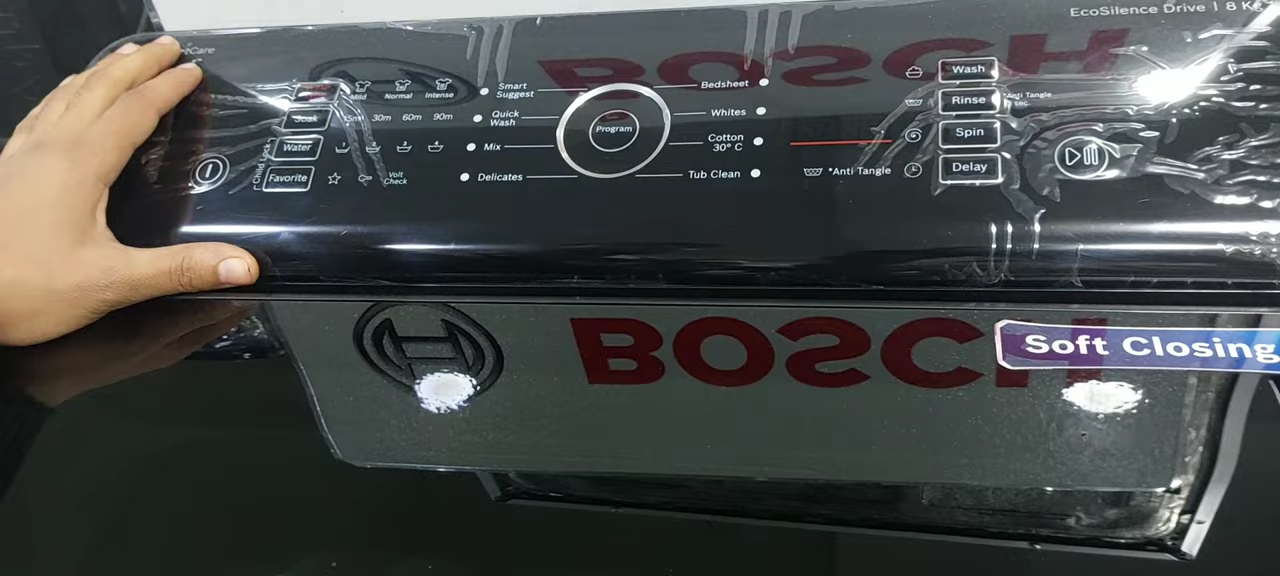 EcoSilence Drive | 8 Kg
Care
BOSCH
Mild Normal Intense
Soak
30m 60m 90m
Water
Child Lock
Favorite
Volt
Check
Smart
Suggest
Quick
Wash
Mix
Delicates
Program
Bedsheet
Whites
Cotton
30° C
Tub Clean
*Anti Tangle
Wash
Rinse
Spin
Delay
*Anti Tangle
BOSCH
Soft Closing